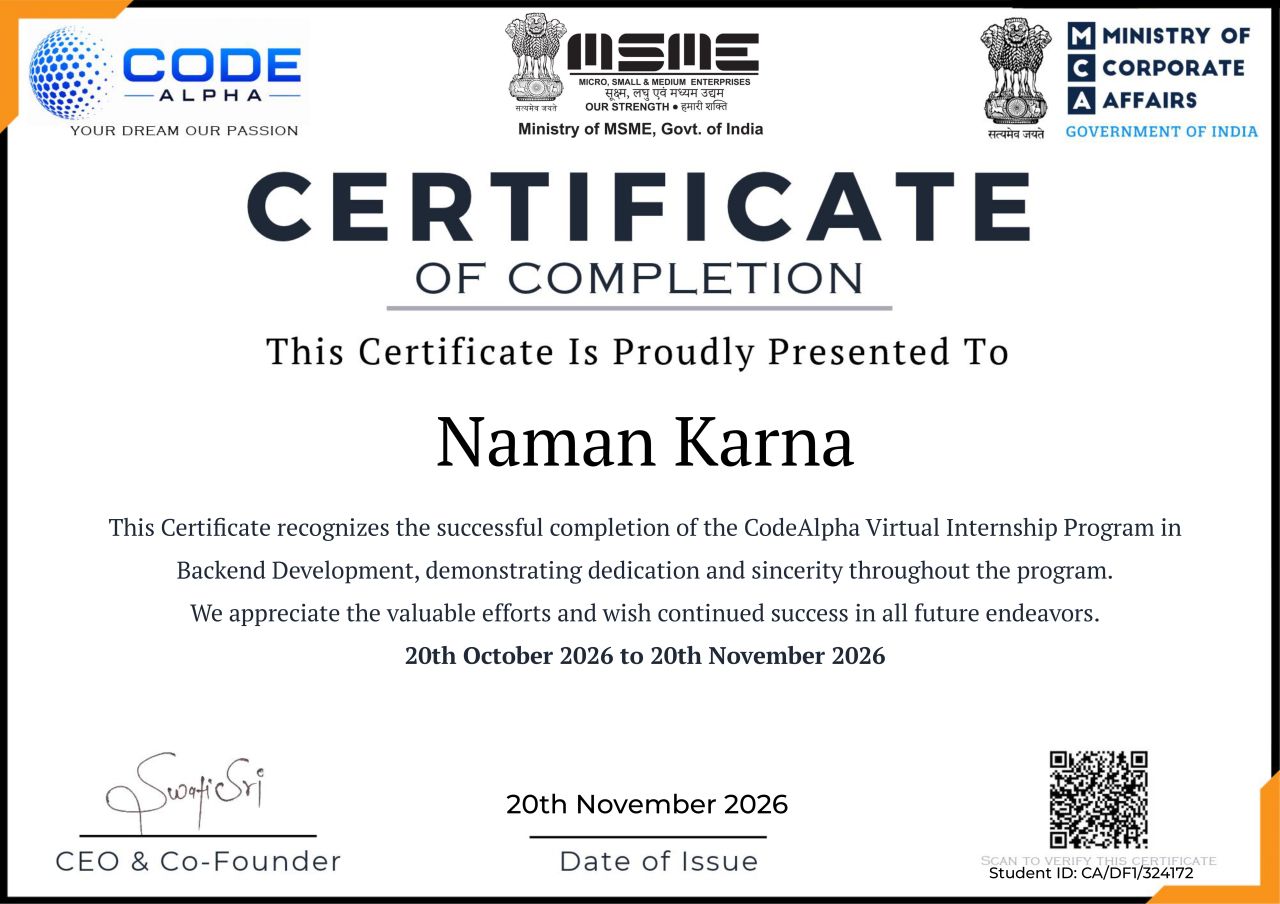 CODE
ALPHA
YOUR DREAM OUR PASSION
सत्यमेव जयते
MSME
MICRO, SMALL & MEDIUM ENTERPRISES
सूक्ष्म, लघु एवं मध्यम उद्यम
OUR STRENGTH • हमारी शक्ति
Ministry of MSME, Govt. of India
सत्यमेव जयते
M MINISTRY OF
C CORPORATE
A AFFAIRS
GOVERNMENT OF INDIA
CERTIFICATE
OF COMPLETION
This Certificate Is Proudly Presented To
Naman Karna
This Certificate recognizes the successful completion of the CodeAlpha Virtual Internship Program in
Backend Development, demonstrating dedication and sincerity throughout the program.
We appreciate the valuable efforts and wish continued success in all future endeavors.
20th October 2026 to 20th November 2026
SwatiSri
CEO & Co-Founder
20th November 2026
Date of Issue
SCAN TO VERIFY THIS CERTIFICATE
Student ID: CA/DF1/324172